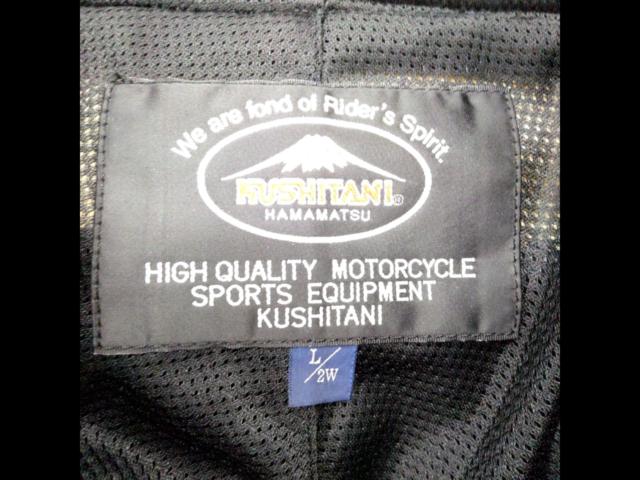 We are fond of Rider's Spirit.
KUSHITANI®
HAMAMATSU
HIGH QUALITY MOTORCYCLE
SPORTS EQUIPMENT
KUSHITANI
L/2W